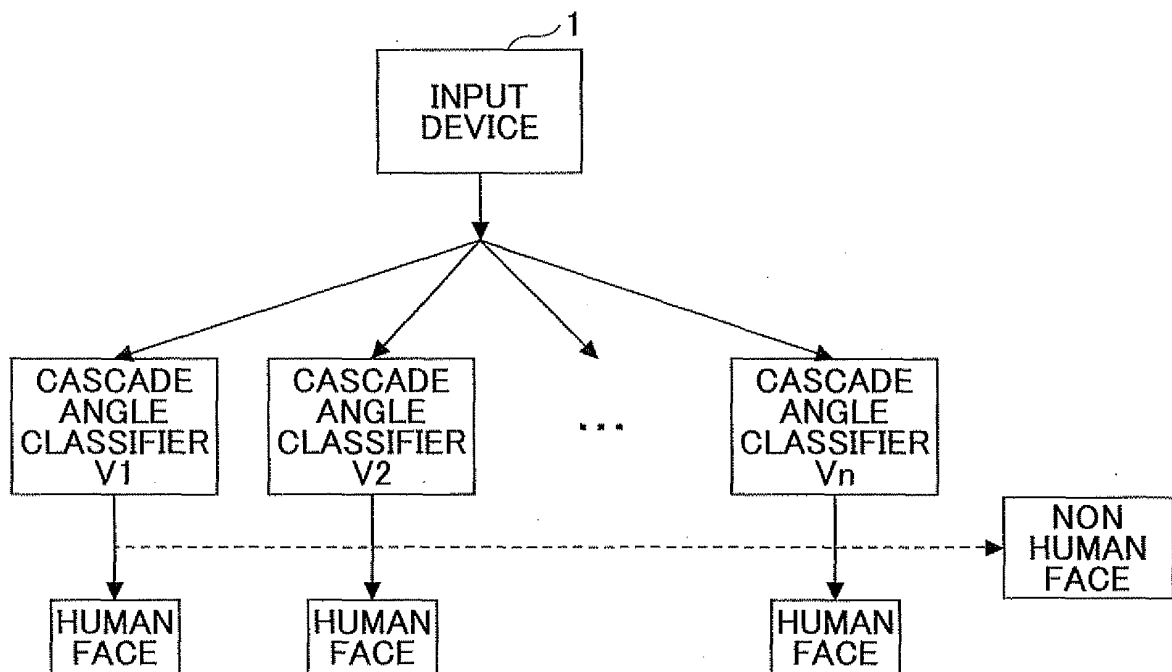 1
INPUT
DEVICE
CASCADE
ANGLE
CLASSIFIER
V1
CASCADE
ANGLE
CLASSIFIER
V2
...
CASCADE
ANGLE
CLASSIFIER
Vn
NON
HUMAN
FACE
HUMAN
FACE
HUMAN
FACE
HUMAN
FACE